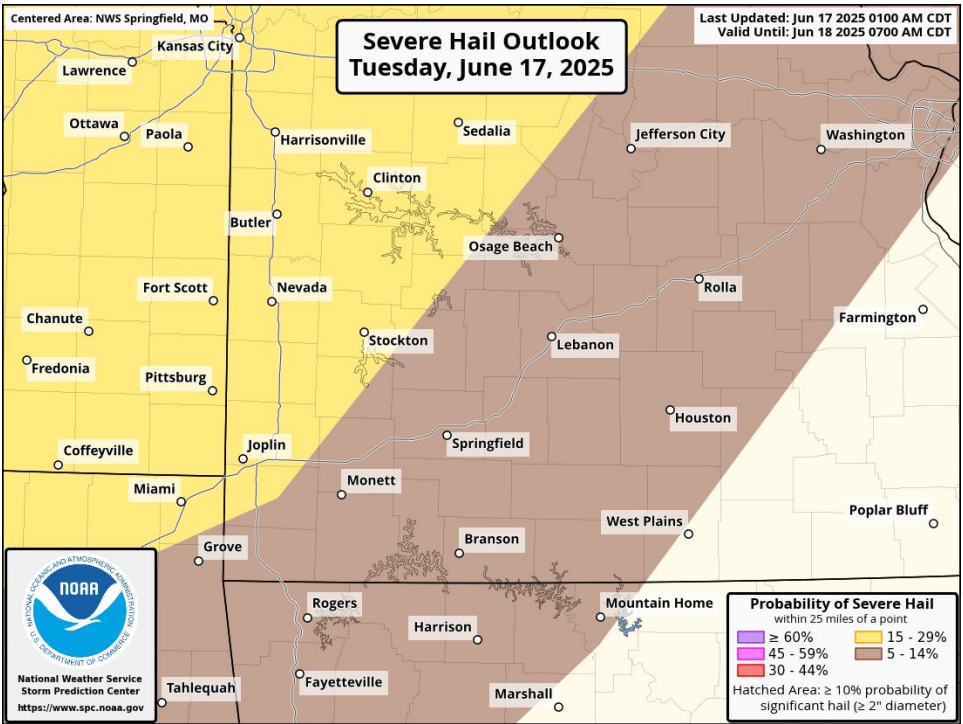 Centered Area: NWS Springfield, MO
Last Updated: Jun 17 2025 0100 AM CDT
Valid Until: Jun 18 2025 0700 AM CDT
Severe Hail Outlook
Tuesday, June 17, 2025
Kansas City
Lawrence
Ottawa
Paola
Harrisonville
Sedalia
Jefferson City
Washington
Clinton
Butler
Osage Beach
Fort Scott
Nevada
Rolla
Chanute
Stockton
Lebanon
Farmington
Fredonia
Pittsburg
Houston
Coffeyville
Joplin
Springfield
Miami
Monett
West Plains
Poplar Bluff
Grove
Branson
Rogers
Harrison
Mountain Home
Tahlequah
Fayetteville
Marshall
NATIONAL OCEANIC AND ATMOSPHERIC ADMINISTRATION
NOAA
U.S. DEPARTMENT OF COMMERCE
National Weather Service
Storm Prediction Center
https://www.spc.noaa.gov
Probability of Severe Hail
within 25 miles of a point
≥ 60% 15 - 29%
45 - 59% 5 - 14%
30 - 44%
Hatched Area: ≥ 10% probability of
significant hail (≥ 2" diameter)